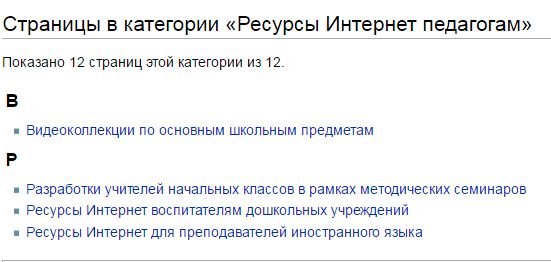 Страницы в категории «Ресурсы Интернет педагогам»
Показано 12 страниц этой категории из 12.
В
Видеоколлекции по основным школьным предметам
Р
Разработки учителей начальных классов в рамках методических семинаров
Ресурсы Интернет воспитателям дошкольных учреждений
Ресурсы Интернет для преподавателей иностранного языка